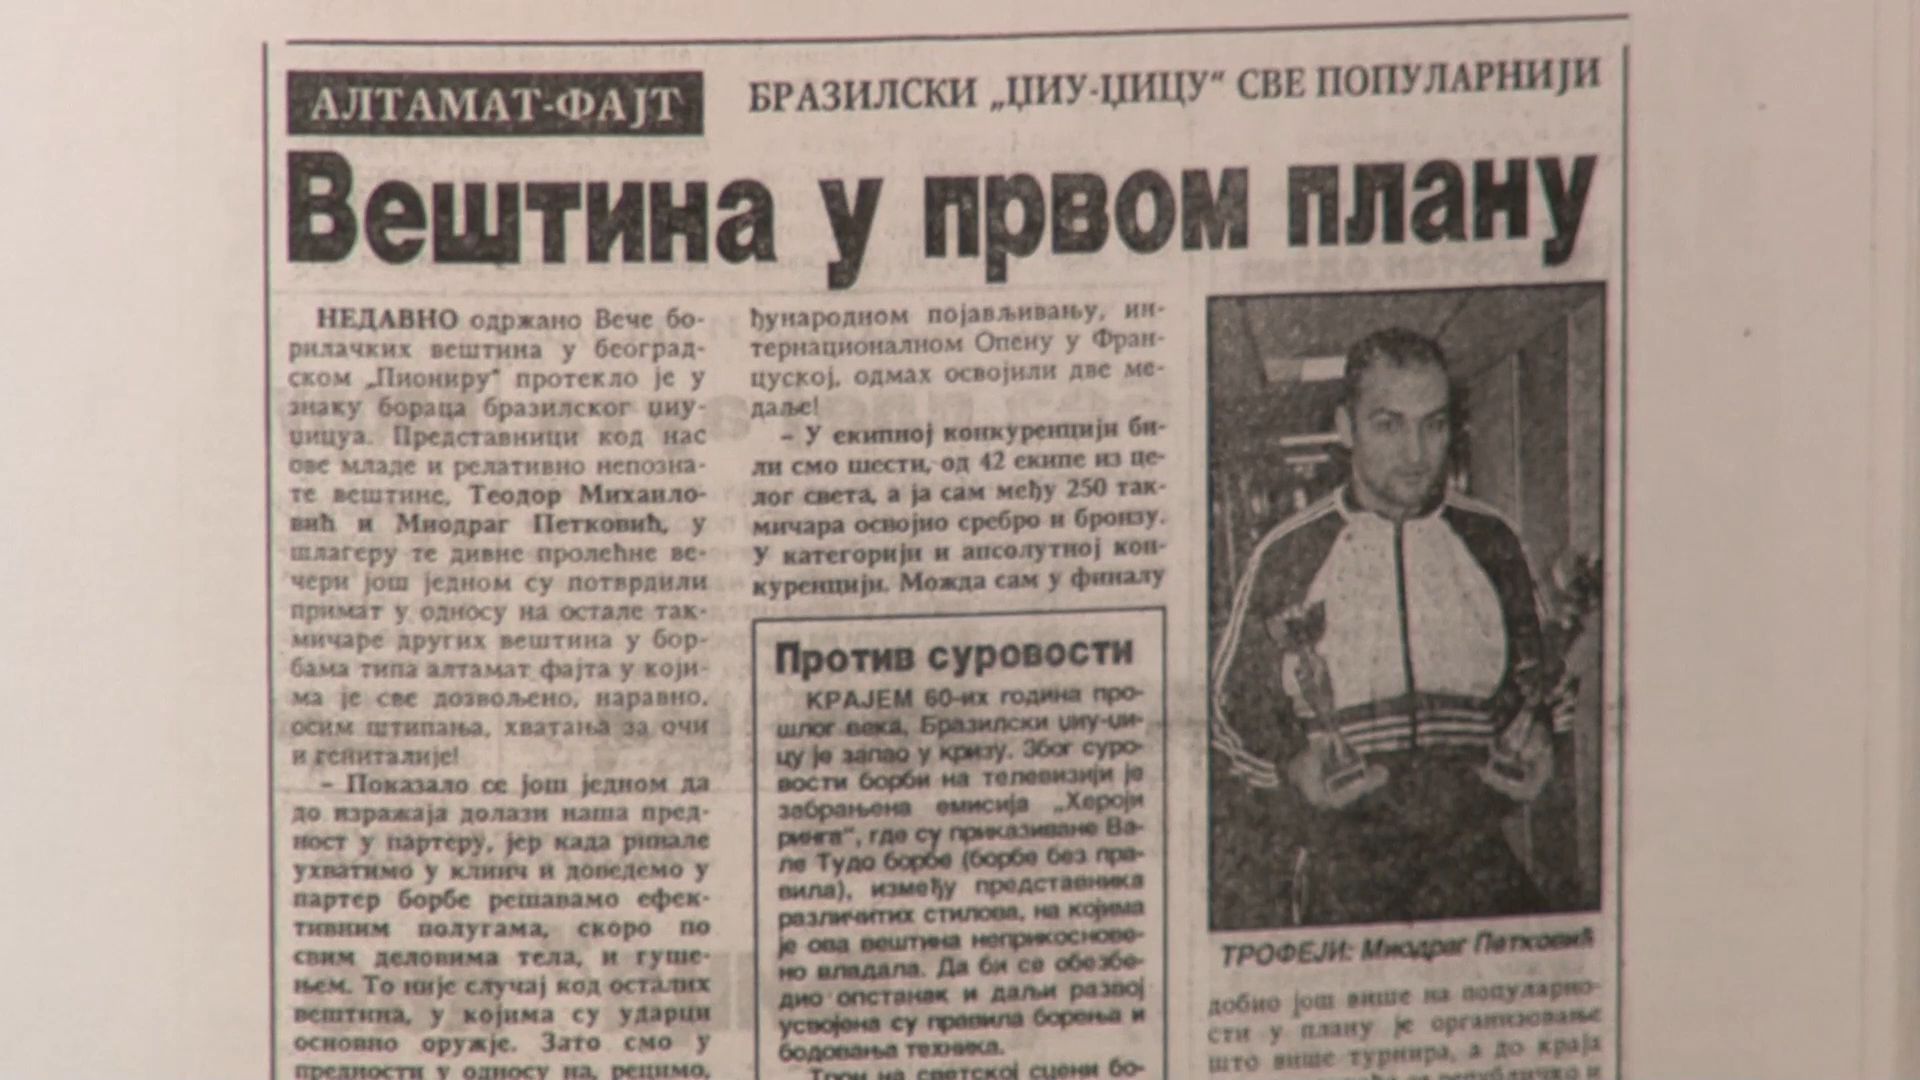 АЛТАМАТ-ФАЈТ
БРАЗИЛСКИ „ЏИУ-ЏИЦУ“ СВЕ ПОПУЛАРНИЈИ
Вештина у првом плану
НЕДАВНО одржано Вече бо-
рилачких вештина у београд-
ском „Пиониру“ протекло је у
знаку бораца бразилског џиу-
џицуа. Представници код нас
ове младе и релативно непозна-
те вештине, Теодор Михаило-
вић и Миодраг Петковић, у
шлагеру те дивне пролећне ве-
чери још једном су потврдили
примат у односу на остале так-
мичаре других вештина у бор-
бама типа алтамат фајта у који-
ма је све дозвољено, наравно,
осим штипања, хватања за очи
и гениталије!
– Показало се још једном да
до изражаја долази наша пред-
ност у партеру, јер када ривале
ухватимо у клинч и доведемо у
партер борбе решавамо ефек-
тивним полугама, скоро по
свим деловима тела, и гуше-
њем. То није случај код осталих
вештина, у којима су ударци
основно оружје. Зато смо у
предности у односу на, рецимо,
ђународном појављивању, ин-
тернационалном Опену у Фран-
цуској, одмах освојили две ме-
даље!
– У екипној конкуренцији би-
ли смо шести, од 42 екипе из це-
лог света, а ја сам међу 250 так-
мичара освојио сребро и бронзу.
У категорији и апсолутној кон-
куренцији. Можда сам у финалу
Против суровости
КРАЈЕМ 60-их година про-
шлог века, Бразилски џиу-џи-
цу је запао у кризу. Због суро-
вости борби на телевизији је
забрањена емисија „Хероји
ринга“, где су приказиване Ва-
ле Тудо борбе (борбе без пра-
вила), између представника
различитих стилова, на којима
је ова вештина неприкоснове-
но владала. Да би се обезбе-
дио опстанак и даљи развој
усвојена су правила борења и
бодовања техника.
на светској сцени бо-
ТРОФЕЈИ: Миодраг Петковић
добио још више на популарно-
сти у плану је организовање
што више турнира, а до краја